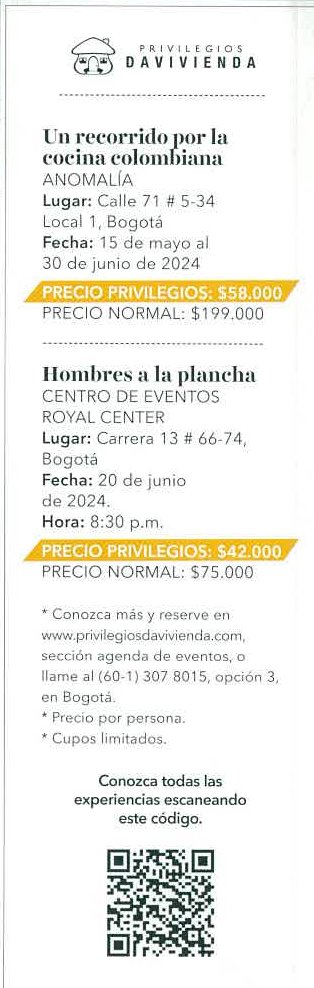 PRIVILEGIOS
DAVIVIENDA
Un recorrido por la
cocina colombiana
ANOMALÍA
Lugar: Calle 71 # 5-34
Local 1, Bogotá
Fecha: 15 de mayo al
30 de junio de 2024
PRECIO PRIVILEGIOS: $58.000
PRECIO NORMAL: $199.000
Hombres a la plancha
CENTRO DE EVENTOS
ROYAL CENTER
Lugar: Carrera 13 # 66-74,
Bogotá
Fecha: 20 de junio
de 2024.
Hora: 8:30 p.m.
PRECIO PRIVILEGIOS: $42.000
PRECIO NORMAL: $75.000
* Conozca más y reserve en
www.privilegiosdavivienda.com,
sección agenda de eventos, o
llame al (60-1) 307 8015, opción 3,
en Bogotá.
* Precio por persona.
* Cupos limitados.
Conozca todas las
experiencias escaneando
este código.